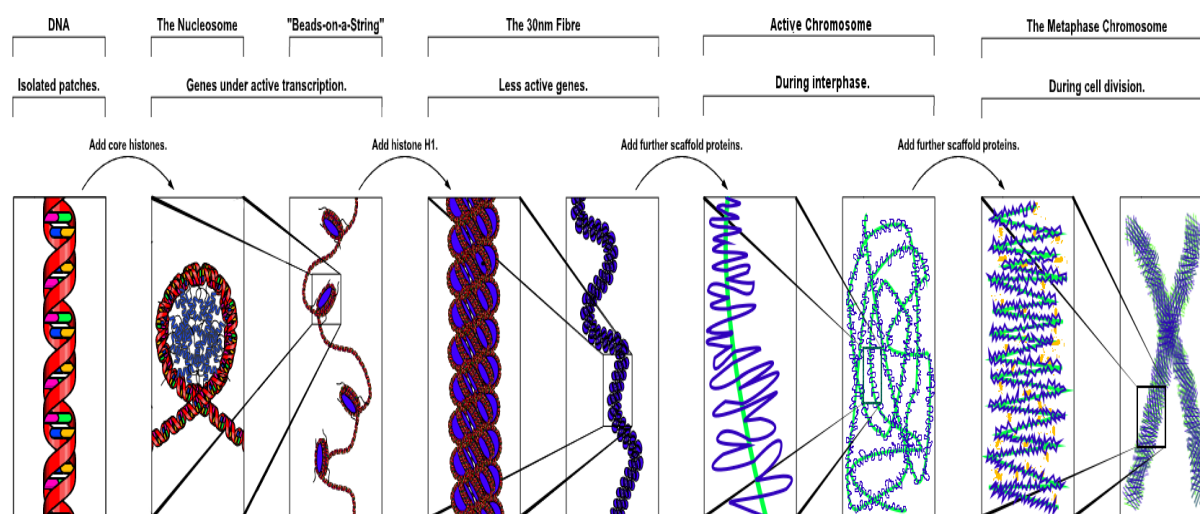 DNA
The Nucleosome
"Beads-on-a-String"
The 30nm Fibre
Active Chromosome
The Metaphase Chromosome
Isolated patches.
Genes under active transcription.
Less active genes.
During interphase.
During cell division.
Add core histones.
Add histone H1.
Add further scaffold proteins.
Add further scaffold proteins.